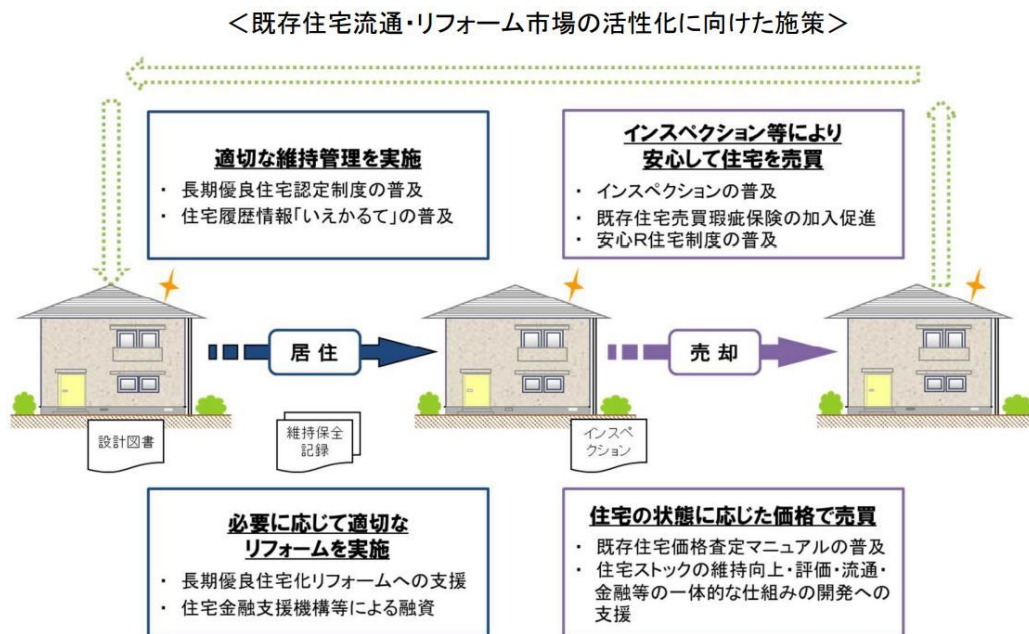 ＜既存住宅流通・リフォーム市場の活性化に向けた施策＞
適切な維持管理を実施
・ 長期優良住宅認定制度の普及
・ 住宅履歴情報「いえかるて」の普及
インスペクション等により
安心して住宅を売買
・ インスペクションの普及
・ 既存住宅売買瑕疵保険の加入促進
・ 安心R住宅制度の普及
居 住
売 却
設計図書
維持保全
記録
インスペ
クション
必要に応じて適切な
リフォームを実施
・ 長期優良住宅化リフォームへの支援
・ 住宅金融支援機構等による融資
住宅の状態に応じた価格で売買
・ 既存住宅価格査定マニュアルの普及
・ 住宅ストックの維持向上・評価・流通・
金融等の一体的な仕組みの開発への
支援